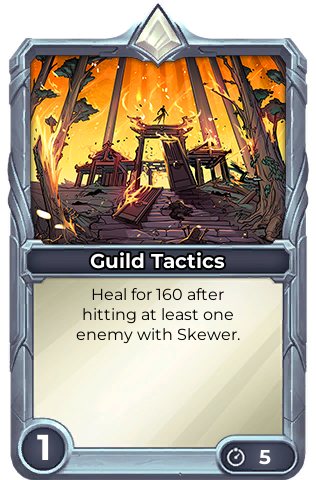 Guild Tactics
Heal for 160 after
hitting at least one
enemy with Skewer.
1
5